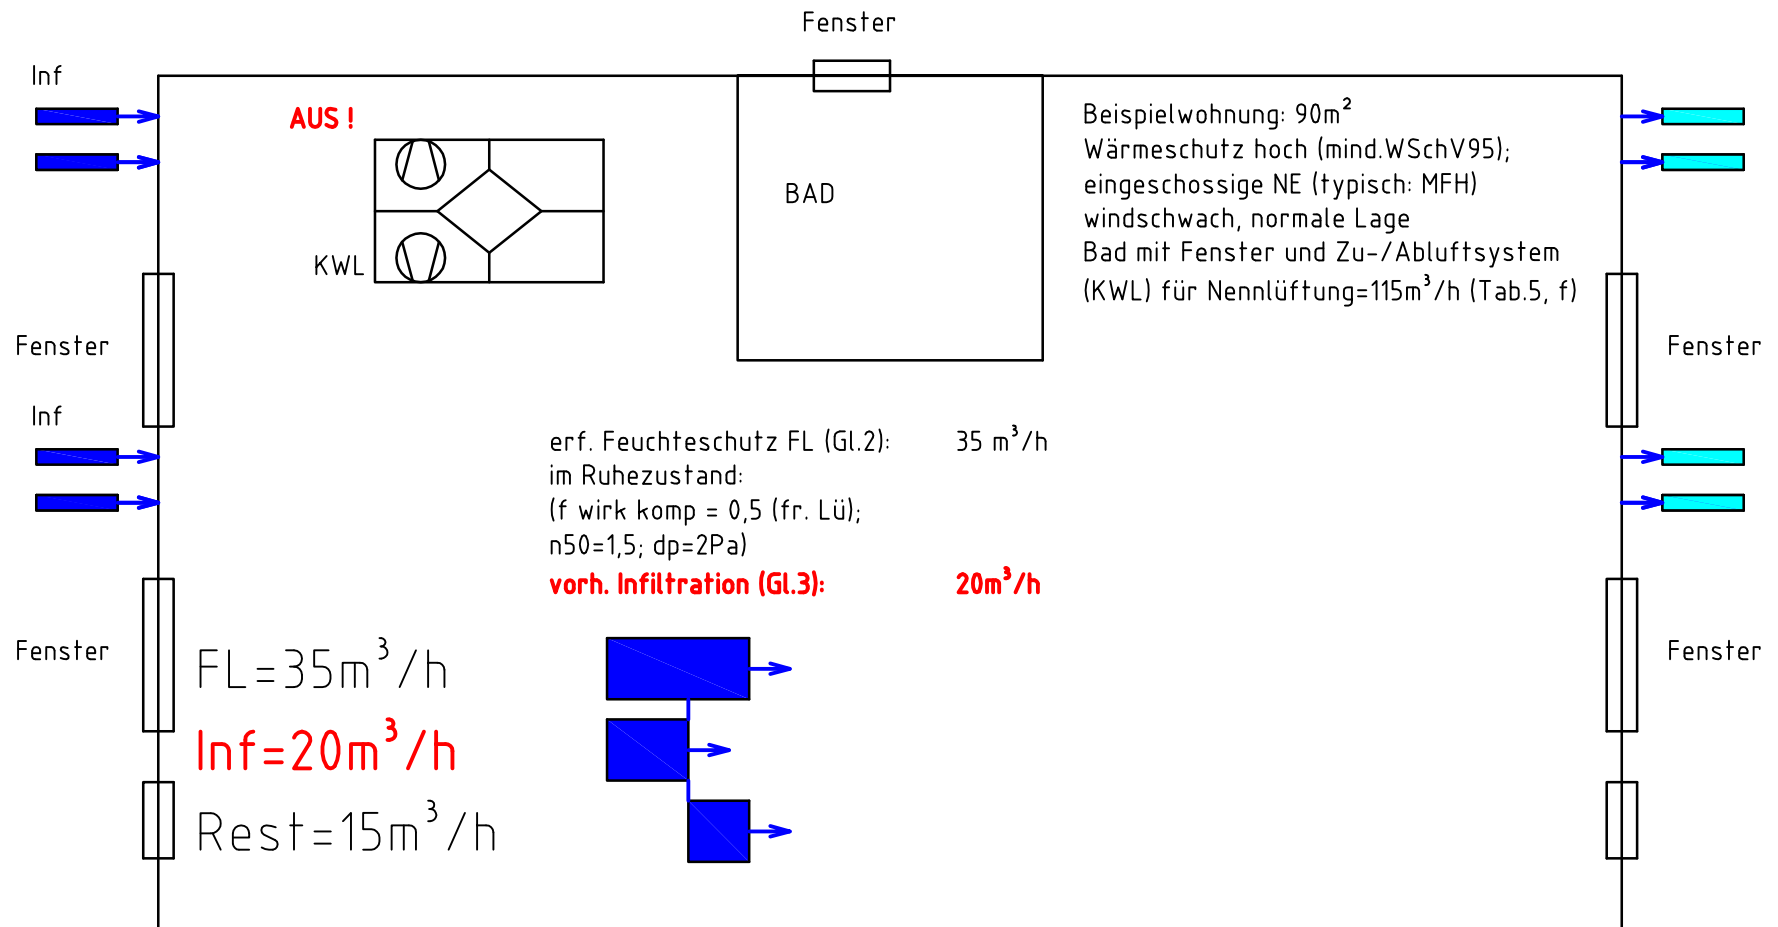 Fenster
Inf
AUS !
KWL
BAD
Beispielwohnung: 90m²
Wärmeschutz hoch (mind.WSchV95);
eingeschossige NE (typisch: MFH)
windschwach, normale Lage
Bad mit Fenster und Zu-/Abluftsystem
(KWL) für Nennlüftung=115m³/h (Tab.5, f)
Fenster
Fenster
Inf
erf. Feuchteschutz FL (Gl.2): 35 m³/h
im Ruhezustand:
(f wirk komp = 0,5 (fr. Lü);
n50=1,5; dp=2Pa)
vorh. Infiltration (Gl.3): 20m³/h
Fenster
Fenster
FL=35m³/h
Inf=20m³/h
Rest=15m³/h